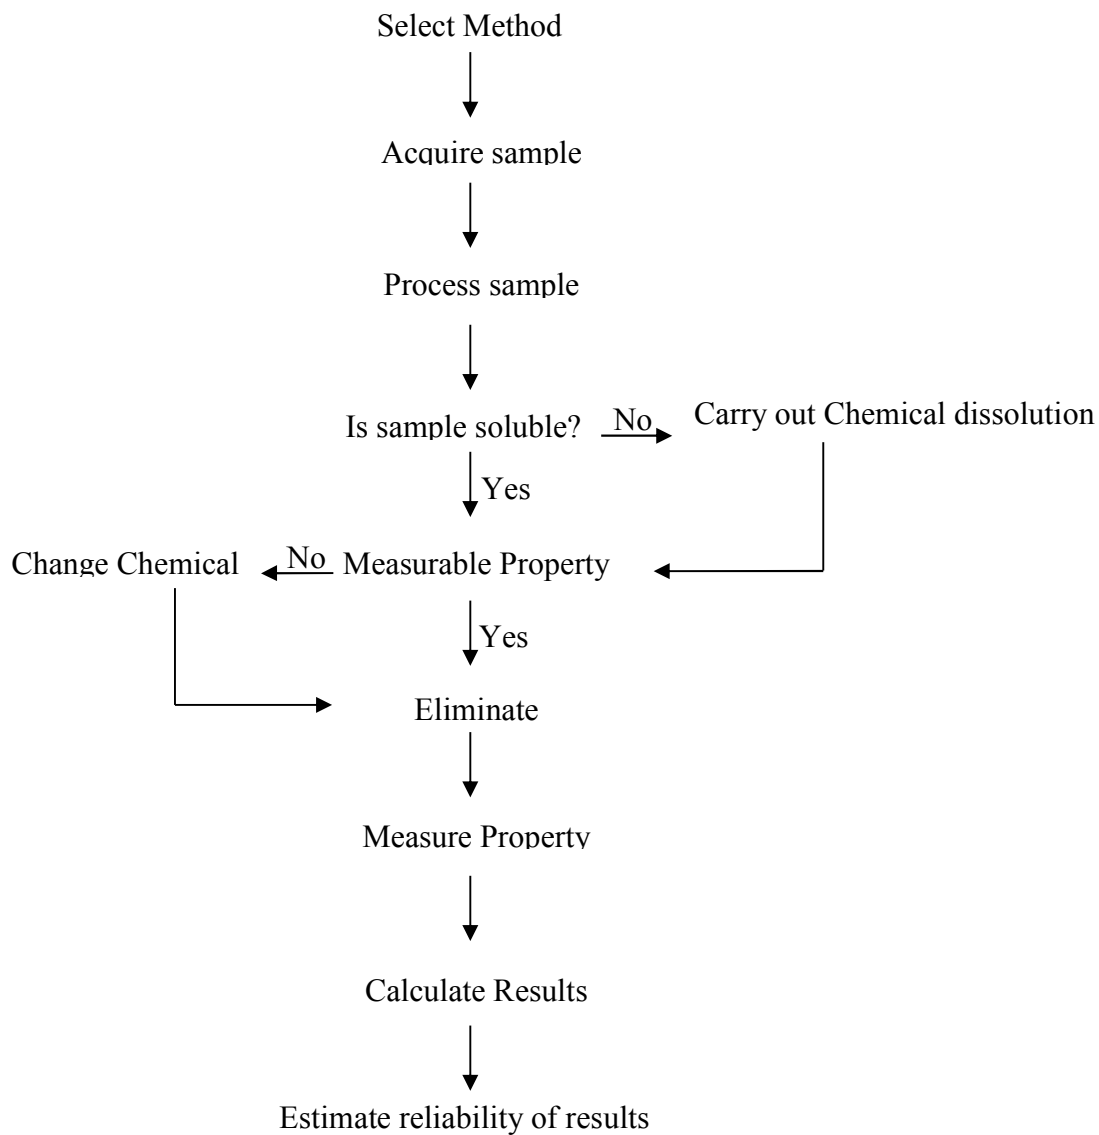 Select Method
Acquire sample
Process sample
Is sample soluble?
No
Carry out Chemical dissolution
Yes
Change Chemical
No
Measurable Property
Yes
Eliminate
Measure Property
Calculate Results
Estimate reliability of results